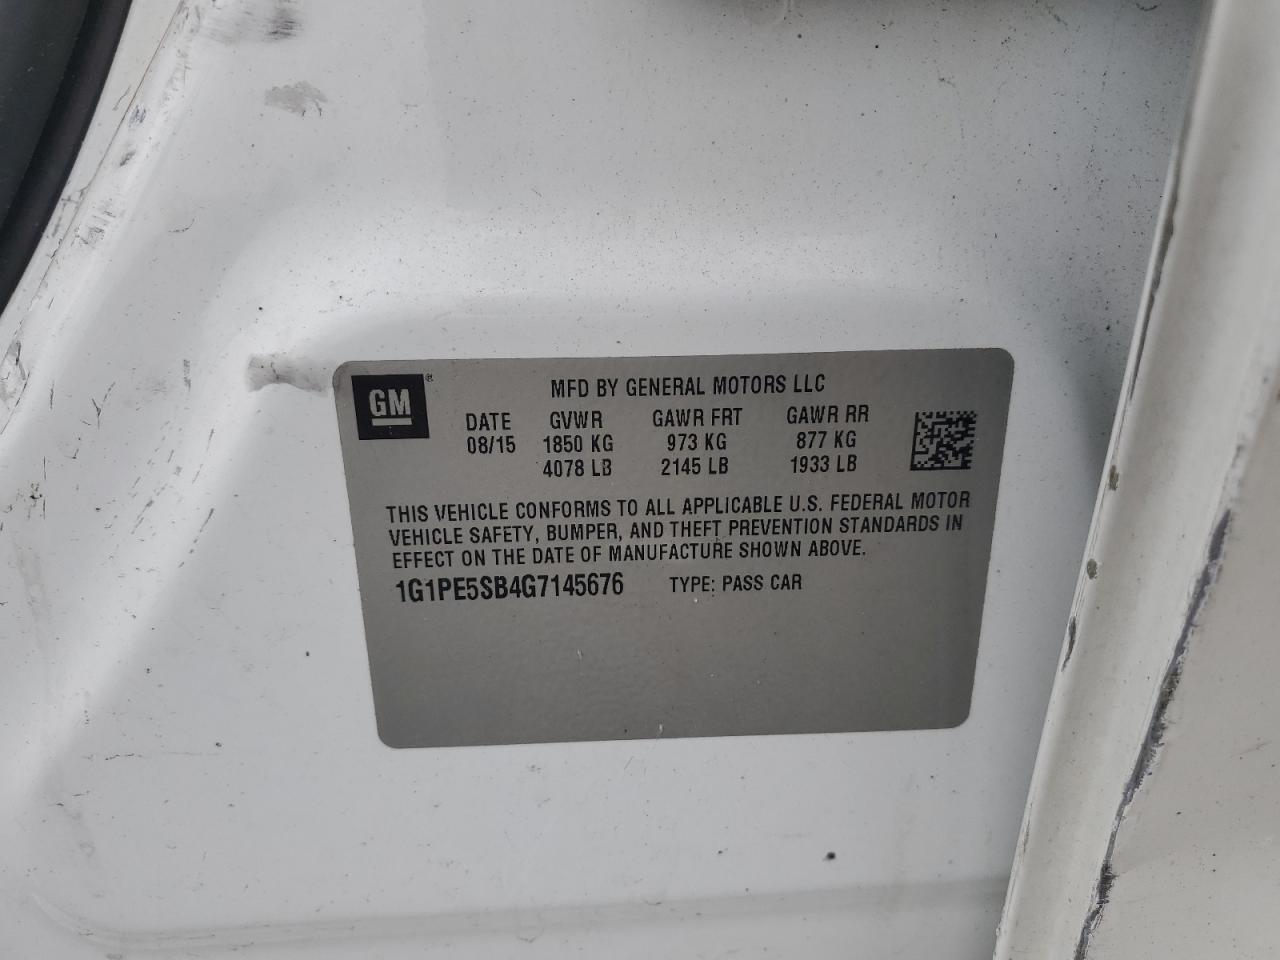 GM®
MFD BY GENERAL MOTORS LLC
DATE GVWR GAWR FRT GAWR RR
08/15 1850 KG 973 KG 877 KG
4078 LB 2145 LB 1933 LB
THIS VEHICLE CONFORMS TO ALL APPLICABLE U.S. FEDERAL MOTOR
VEHICLE SAFETY, BUMPER, AND THEFT PREVENTION STANDARDS IN
EFFECT ON THE DATE OF MANUFACTURE SHOWN ABOVE.
1G1PE5SB4G7145676 TYPE: PASS CAR